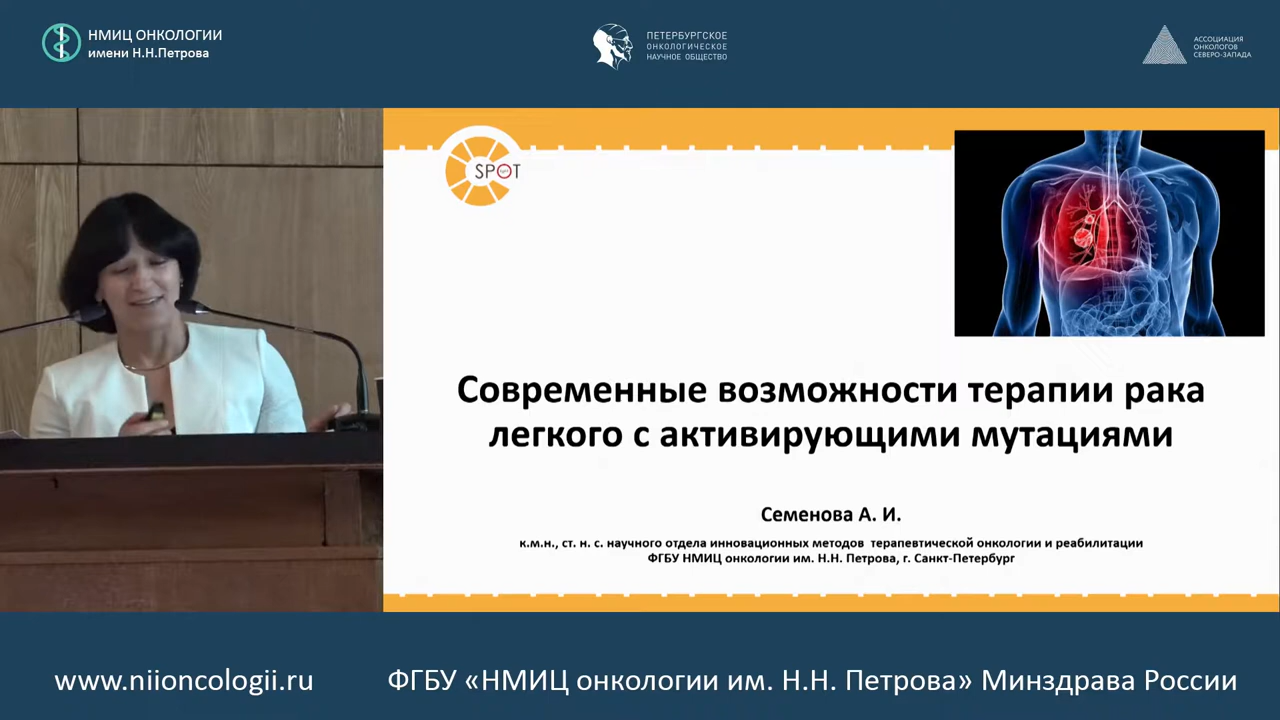 НМИЦ ОНКОЛОГИИ
имени Н.Н.Петрова
ПЕТЕРБУРГСКОЕ
ОНКОЛОГИЧЕСКОЕ
НАУЧНОЕ ОБЩЕСТВО
АССОЦИАЦИЯ
ОНКОЛОГОВ
СЕВЕРО-ЗАПАДА
SPOT
Современные возможности терапии рака
легкого с активирующими мутациями
Семенова А. И.
к.м.н., ст. н. с. научного отдела инновационных методов терапевтической онкологии и реабилитации
ФГБУ НМИЦ онкологии им. Н.Н. Петрова, г. Санкт-Петербург
www.niioncologii.ru
ФГБУ «НМИЦ онкологии им. Н.Н. Петрова» Минздрава России